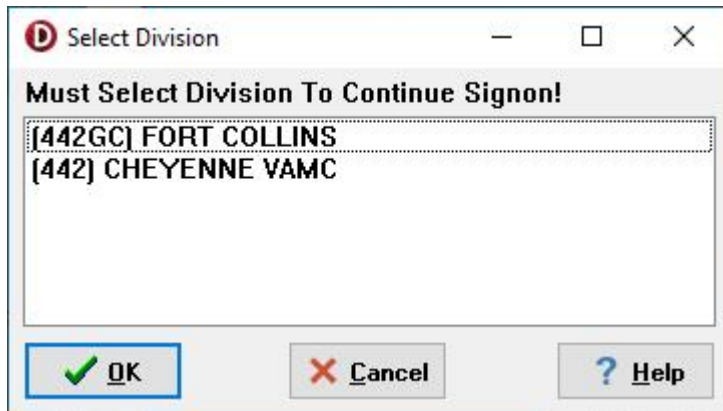 Select Division
Must Select Division To Continue Signon!
(442GC) FORT COLLINS
(442) CHEYENNE VAMC
OK
Cancel
? Help